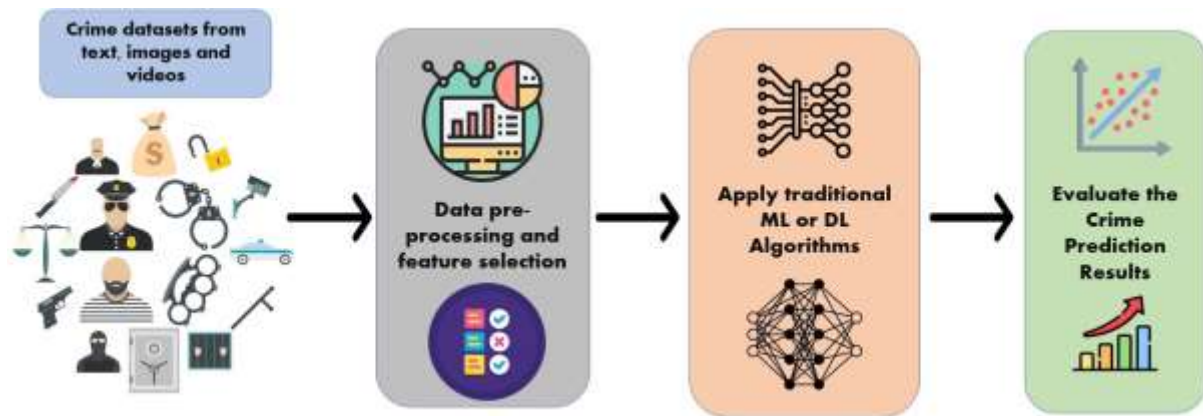 Crime datasets from
text, images and
videos
Data pre-
processing and
feature selection
Apply traditional
ML or DL
Algorithms
Evaluate the
Crime
Prediction
Results